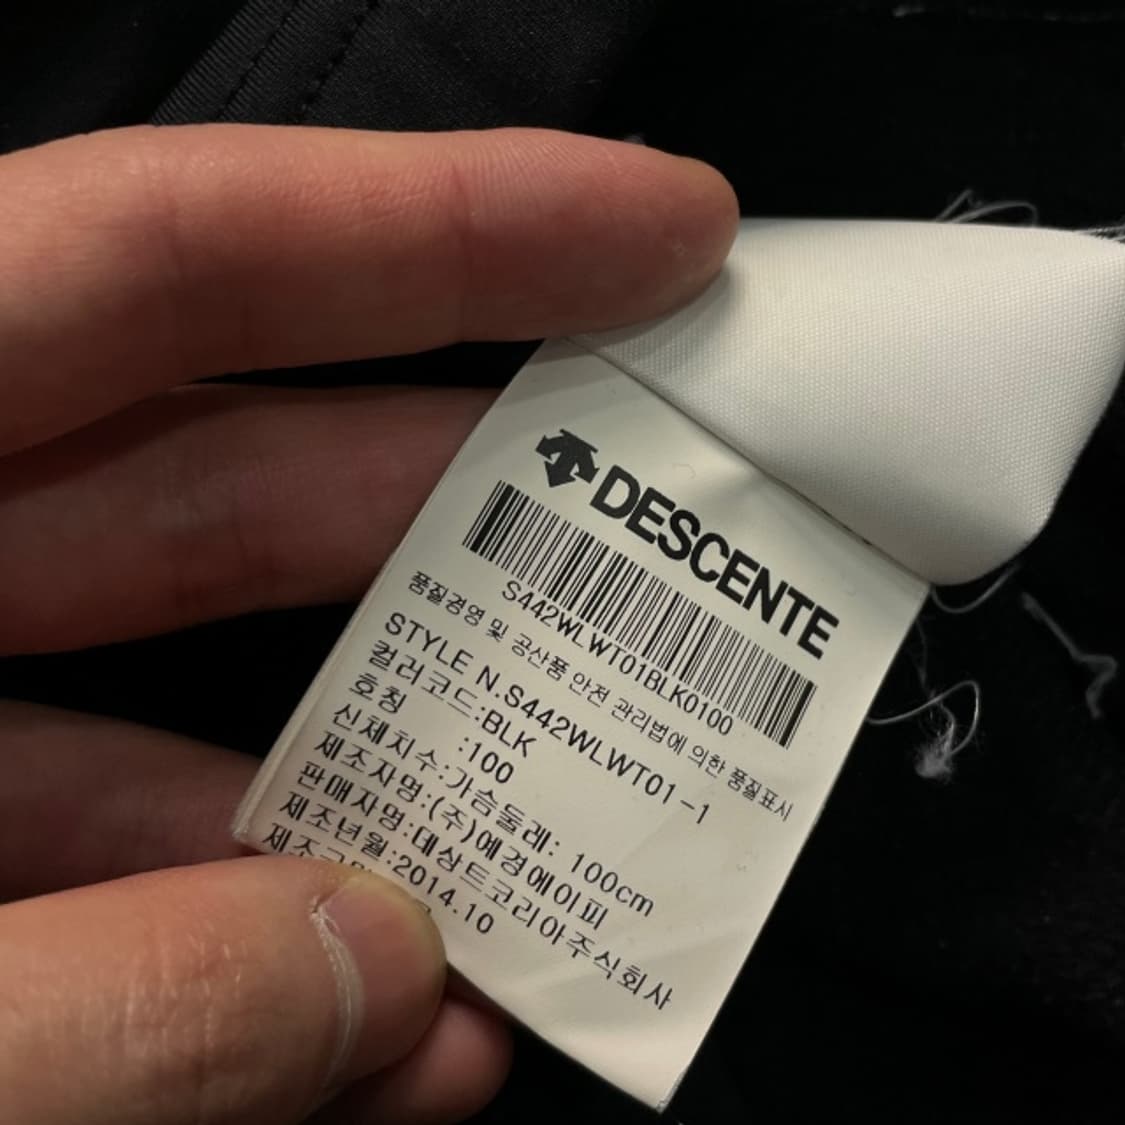 DESCENTE
S442WLWT01BLK0100
품질경영 및 공산품 안전 관리법에 의한 품질표시
STYLE N.S442WLWT01-1
컬러코드:BLK
호칭 :100
신체치수:가슴둘레: 100cm
제조자명:(주)예경에이피
판매자명:데상트코리아주식회사
제조년월:2014.10